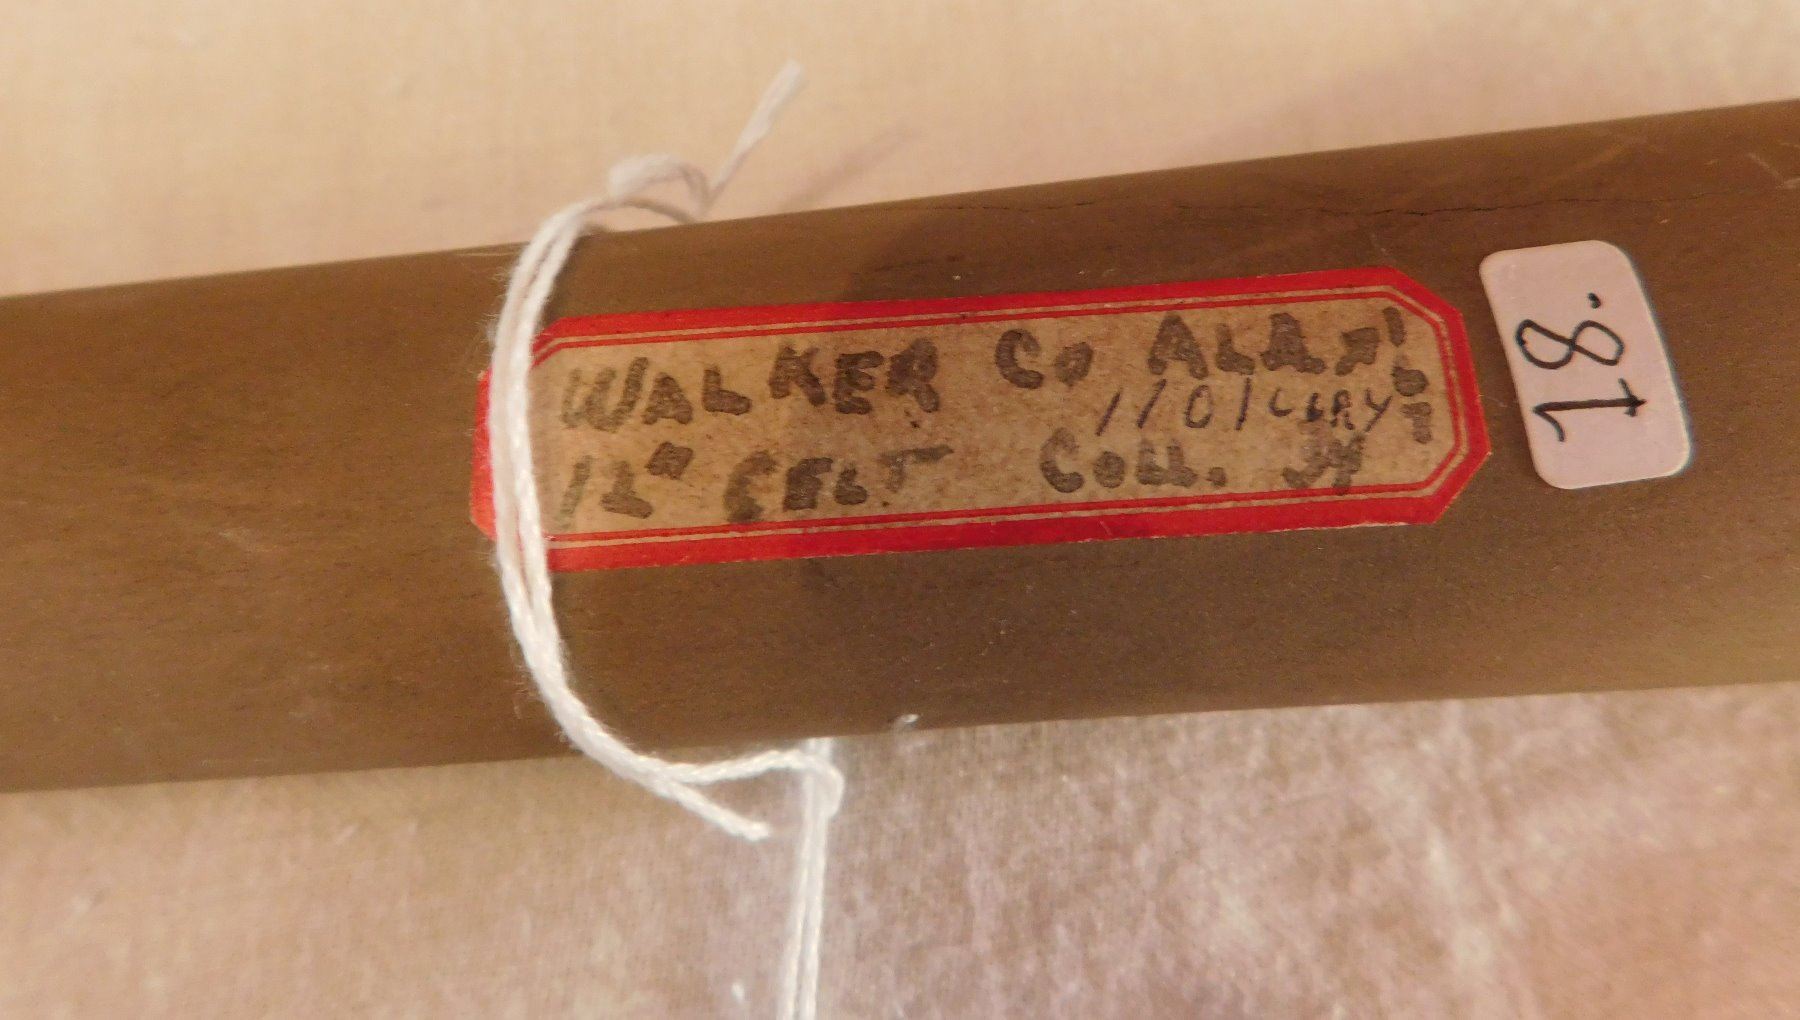 WALKER Co ALA
1101
12" CELT COLL.
18.